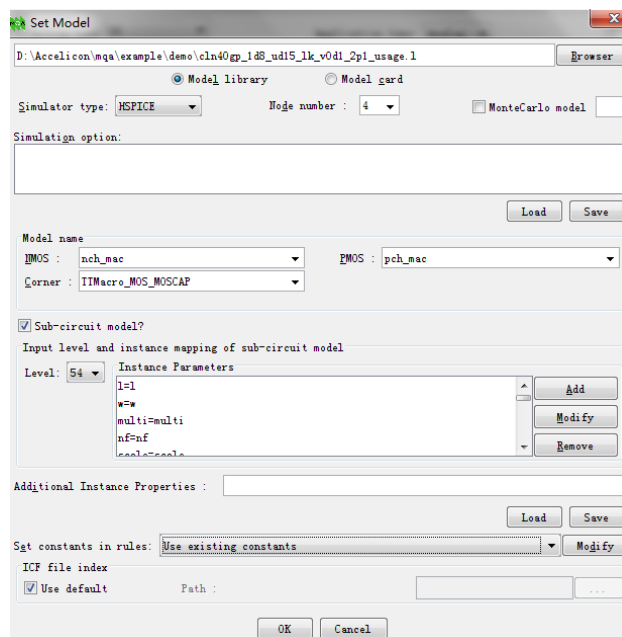 Set Model
D:\Accelicon\mqa\example\demo\cln40gp_1d8_ud15_lk_v0d1_2p1_usage.l Browser
Model library Model card
Simulator type: HSPICE Node number : 4 MonteCarlo model
Simulation option:
Load Save
Model name
NMOS : nch_mac PMOS : pch_mac
Corner : TTMacro_MOS_MOSCAP
Sub-circuit model?
Input level and instance mapping of sub-circuit model
Level: 54 Instance Parameters
l=l Add
w=w
multi=multi Modify
nf=nf
scale=scale Remove
Additional Instance Properties :
Load Save
Set constants in rules: Use existing constants Modify
ICF file index
Use default Path : ...
OK Cancel